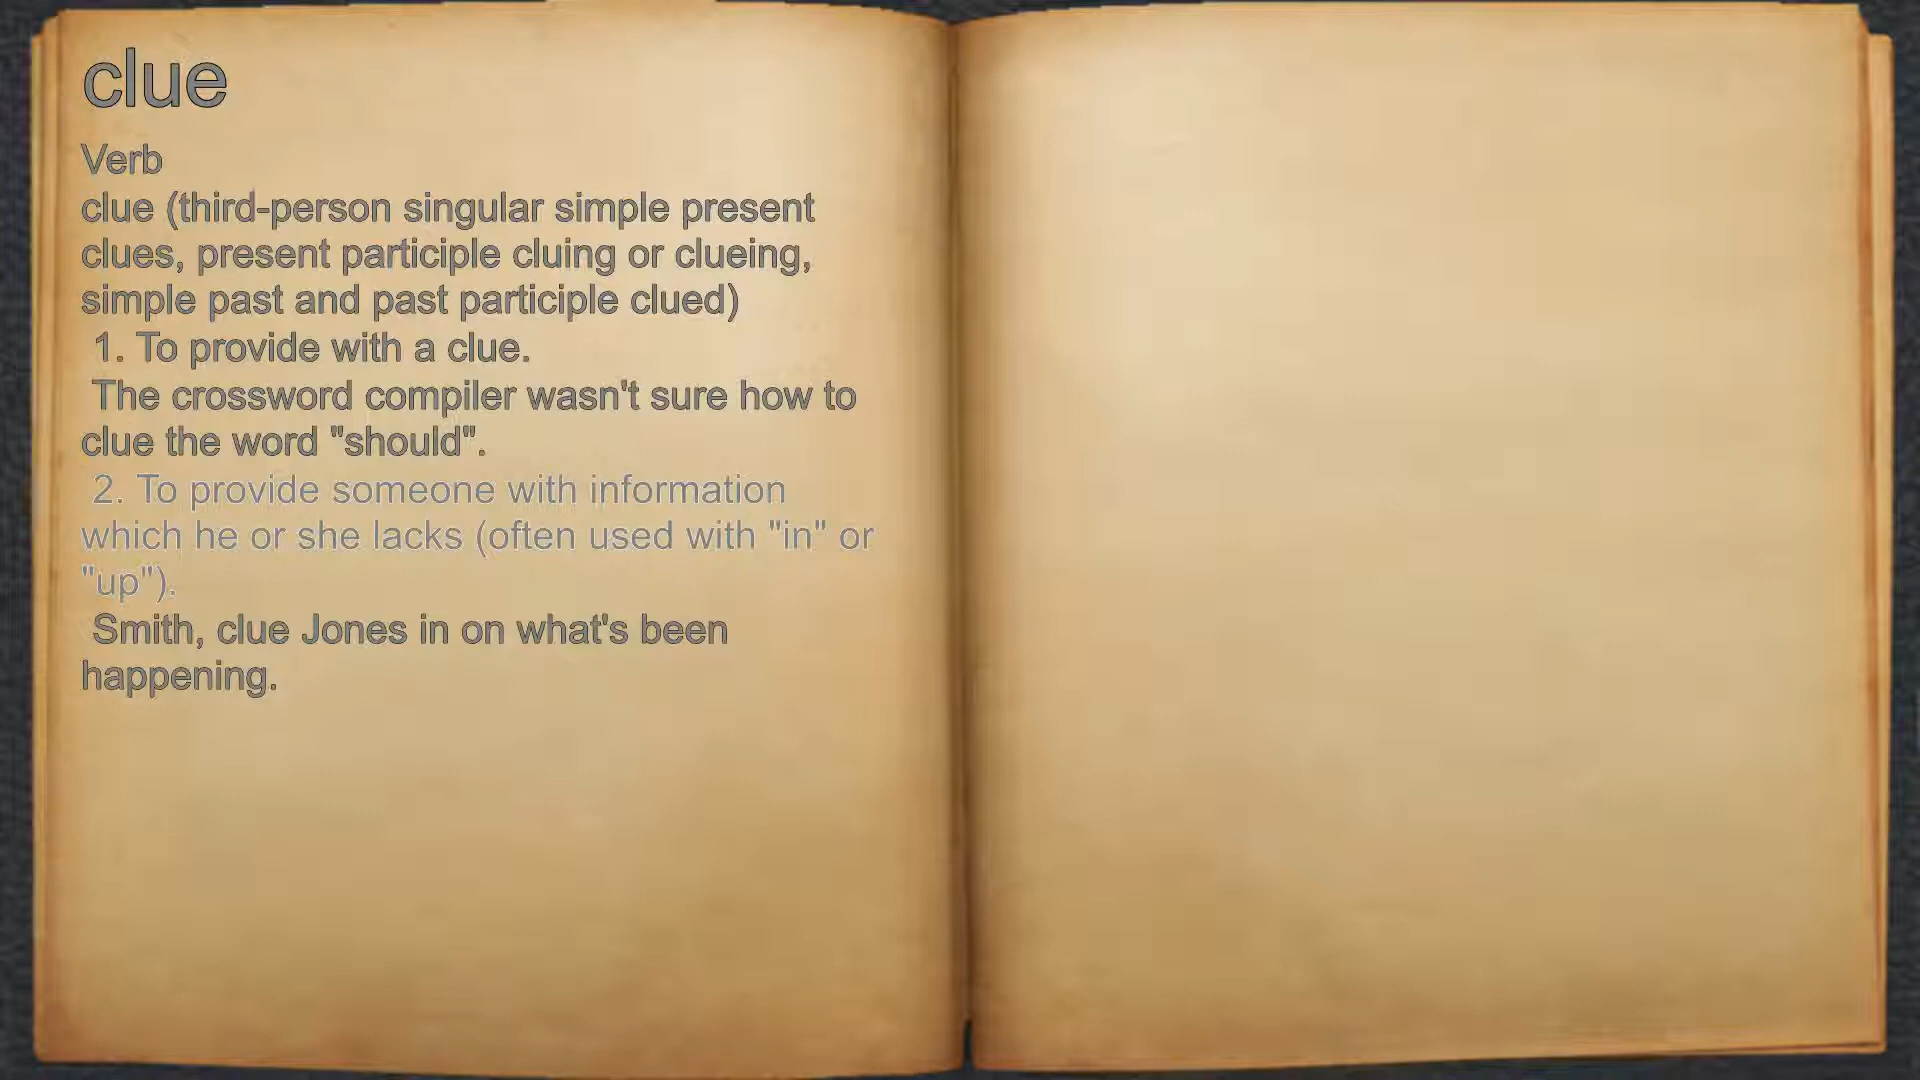 clue
Verb
clue (third-person singular simple present
clues, present participle cluing or clueing,
simple past and past participle clued)
1. To provide with a clue.
The crossword compiler wasn't sure how to
clue the word "should".
2. To provide someone with information
which he or she lacks (often used with "in" or
"up").
Smith, clue Jones in on what's been
happening.